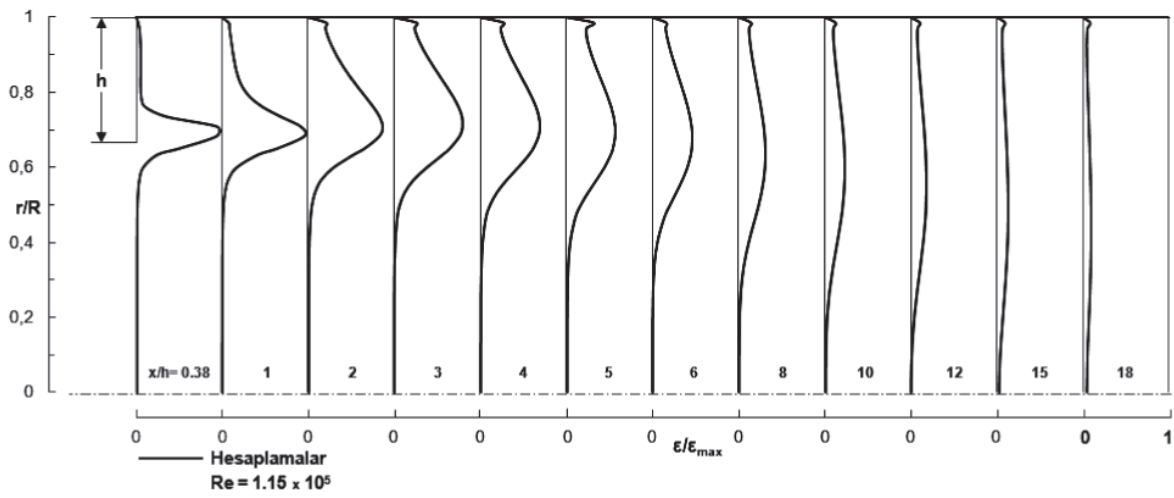 1
h
0,8
0,6
r/R
0,4
0,2
0
x/h= 0.38 1 2 3 4 5 6 8 10 12 15 18
0 0 0 0 0 0 0 0 0 0 0 0 1
ε/εmax
Hesaplamalar
Re = 1.15 x 10⁵